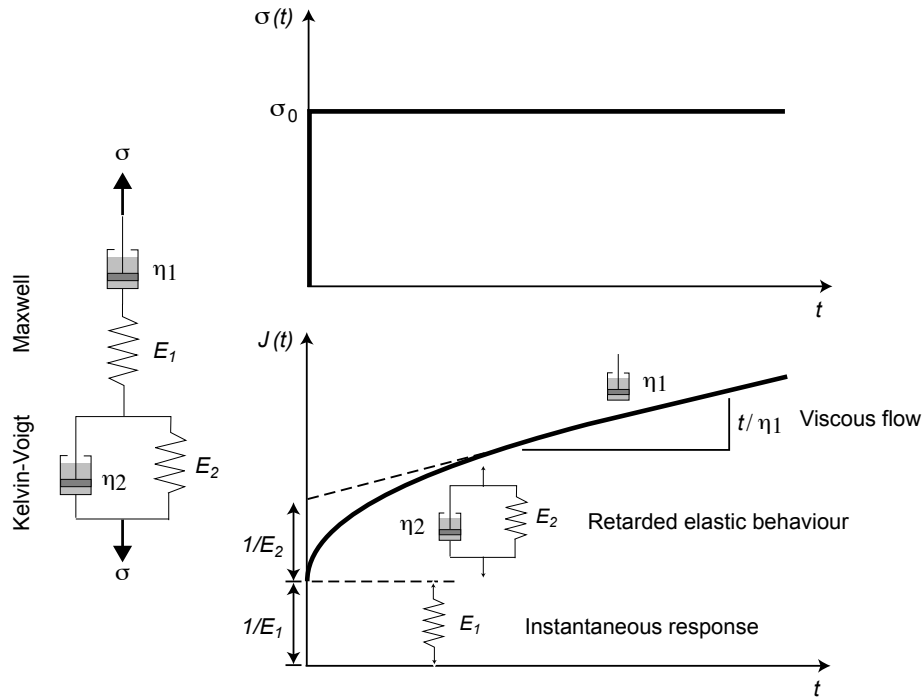 σ
η1
Maxwell
E1
Kelvin-Voigt
η2
E2
σ
σ(t)
σ0
t
J(t)
η1
t/η1
Viscous flow
η2
E2
Retarded elastic behaviour
1/E2
1/E1
E1
Instantaneous response
t